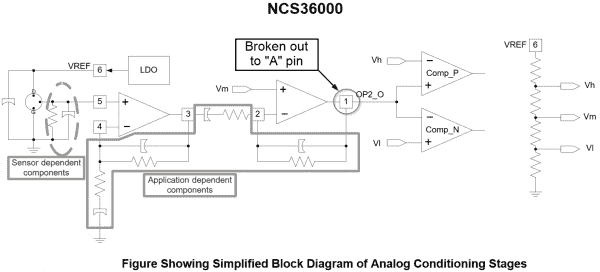 NCS36000
Broken out
to "A" pin
VREF
6
LDO
Vh
Comp_P
VREF
6
Vm
1
OP2_O
Vh
5
4
3
2
Vm
Comp_N
Vl
Vl
Sensor dependent
components
Application dependent
components
Figure Showing Simplified Block Diagram of Analog Conditioning Stages